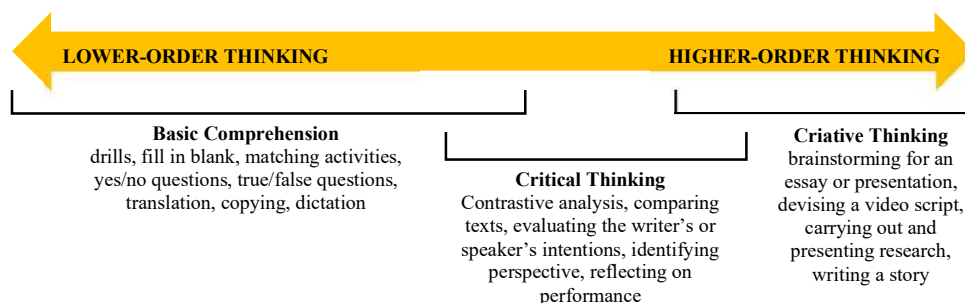 LOWER-ORDER THINKING
HIGHER-ORDER THINKING
Basic Comprehension
drills, fill in blank, matching activities,
yes/no questions, true/false questions,
translation, copying, dictation
Critical Thinking
Contrastive analysis, comparing
texts, evaluating the writer’s or
speaker’s intentions, identifying
perspective, reflecting on
performance
Criative Thinking
brainstorming for an
essay or presentation,
devising a video script,
carrying out and
presenting research,
writing a story